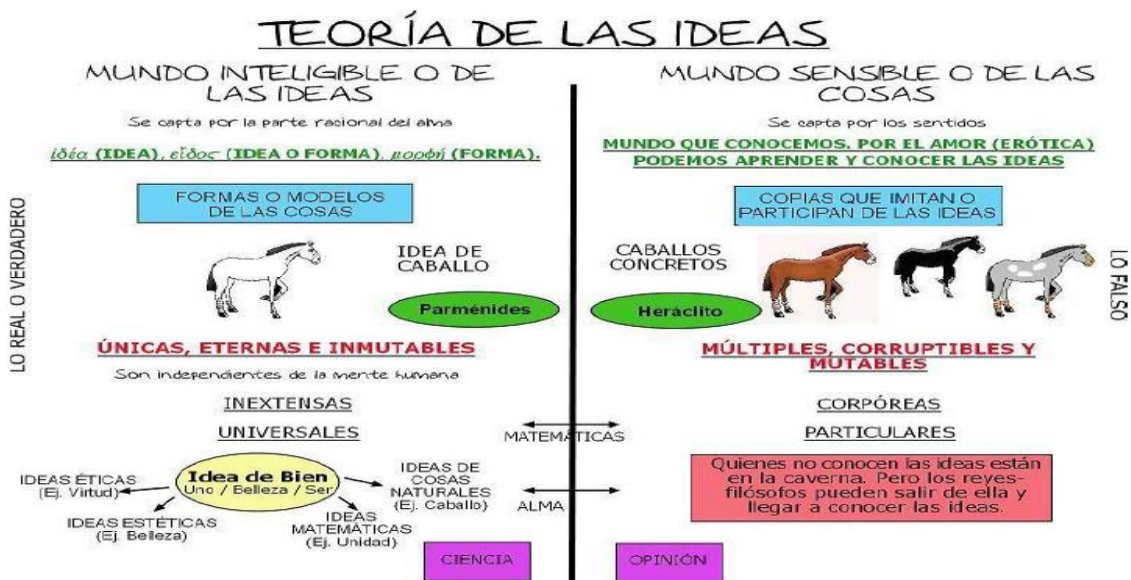 TEORÍA DE LAS IDEAS
MUNDO INTELIGIBLE O DE
LAS IDEAS
Se capta por la parte racional del alma
ἰδέα (IDEA), εἶδος (IDEA O FORMA), μορφή (FORMA).
FORMAS O MODELOS
DE LAS COSAS
LO REAL O VERDADERO
IDEA DE
CABALLO
Parménides
ÚNICAS, ETERNAS E INMUTABLES
Son independientes de la mente humana
INEXTENSAS
UNIVERSALES
Idea de Bien
Uno / Belleza / Ser
IDEAS ÉTICAS
(Ej. Virtud)
IDEAS ESTÉTICAS
(Ej. Belleza)
IDEAS
MATEMÁTICAS
(Ej. Unidad)
IDEAS DE
COSAS
NATURALES
(Ej. Caballo)
CIENCIA
MATEMÁTICAS
ALMA
MUNDO SENSIBLE O DE LAS
COSAS
Se capta por los sentidos
MUNDO QUE CONOCEMOS. POR EL AMOR (ERÓTICA)
PODEMOS APRENDER Y CONOCER LAS IDEAS
COPIAS QUE IMITAN O
PARTICIPAN DE LAS IDEAS
CABALLOS
CONCRETOS
Heráclito
LO FALSO
MÚLTIPLES, CORRUPTIBLES Y
MUTABLES
CORPÓREAS
PARTICULARES
Quienes no conocen las ideas están
en la caverna. Pero los reyes-
filósofos pueden salir de ella y
llegar a conocer las ideas.
OPINIÓN